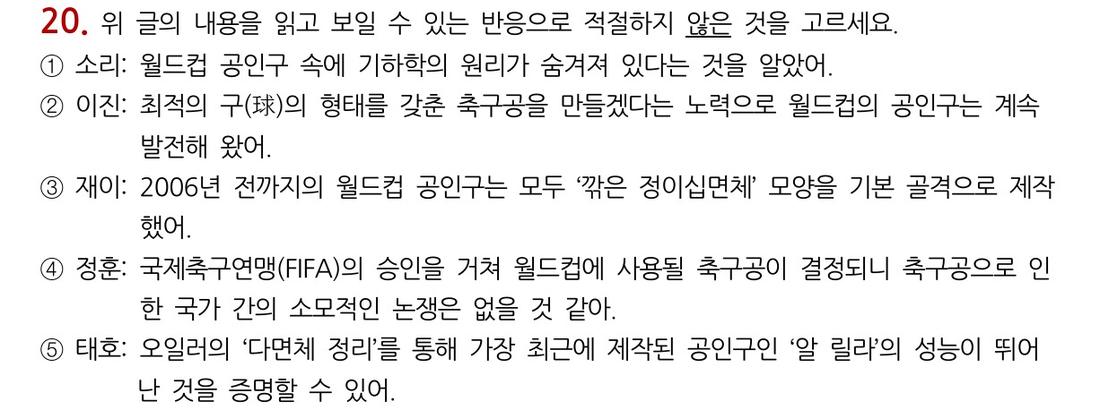 20. 위 글의 내용을 읽고 보일 수 있는 반응으로 적절하지 않은 것을 고르세요.
① 소리: 월드컵 공인구 속에 기하학의 원리가 숨겨져 있다는 것을 알았어.
② 이진: 최적의 구(球)의 형태를 갖춘 축구공을 만들겠다는 노력으로 월드컵의 공인구는 계속
발전해 왔어.
③ 재이: 2006년 전까지의 월드컵 공인구는 모두 ‘깎은 정이십면체’ 모양을 기본 골격으로 제작
했어.
④ 정훈: 국제축구연맹(FIFA)의 승인을 거쳐 월드컵에 사용될 축구공이 결정되니 축구공으로 인
한 국가 간의 소모적인 논쟁은 없을 것 같아.
⑤ 태호: 오일러의 ‘다면체 정리’를 통해 가장 최근에 제작된 공인구인 ‘알 릴라’의 성능이 뛰어
난 것을 증명할 수 있어.